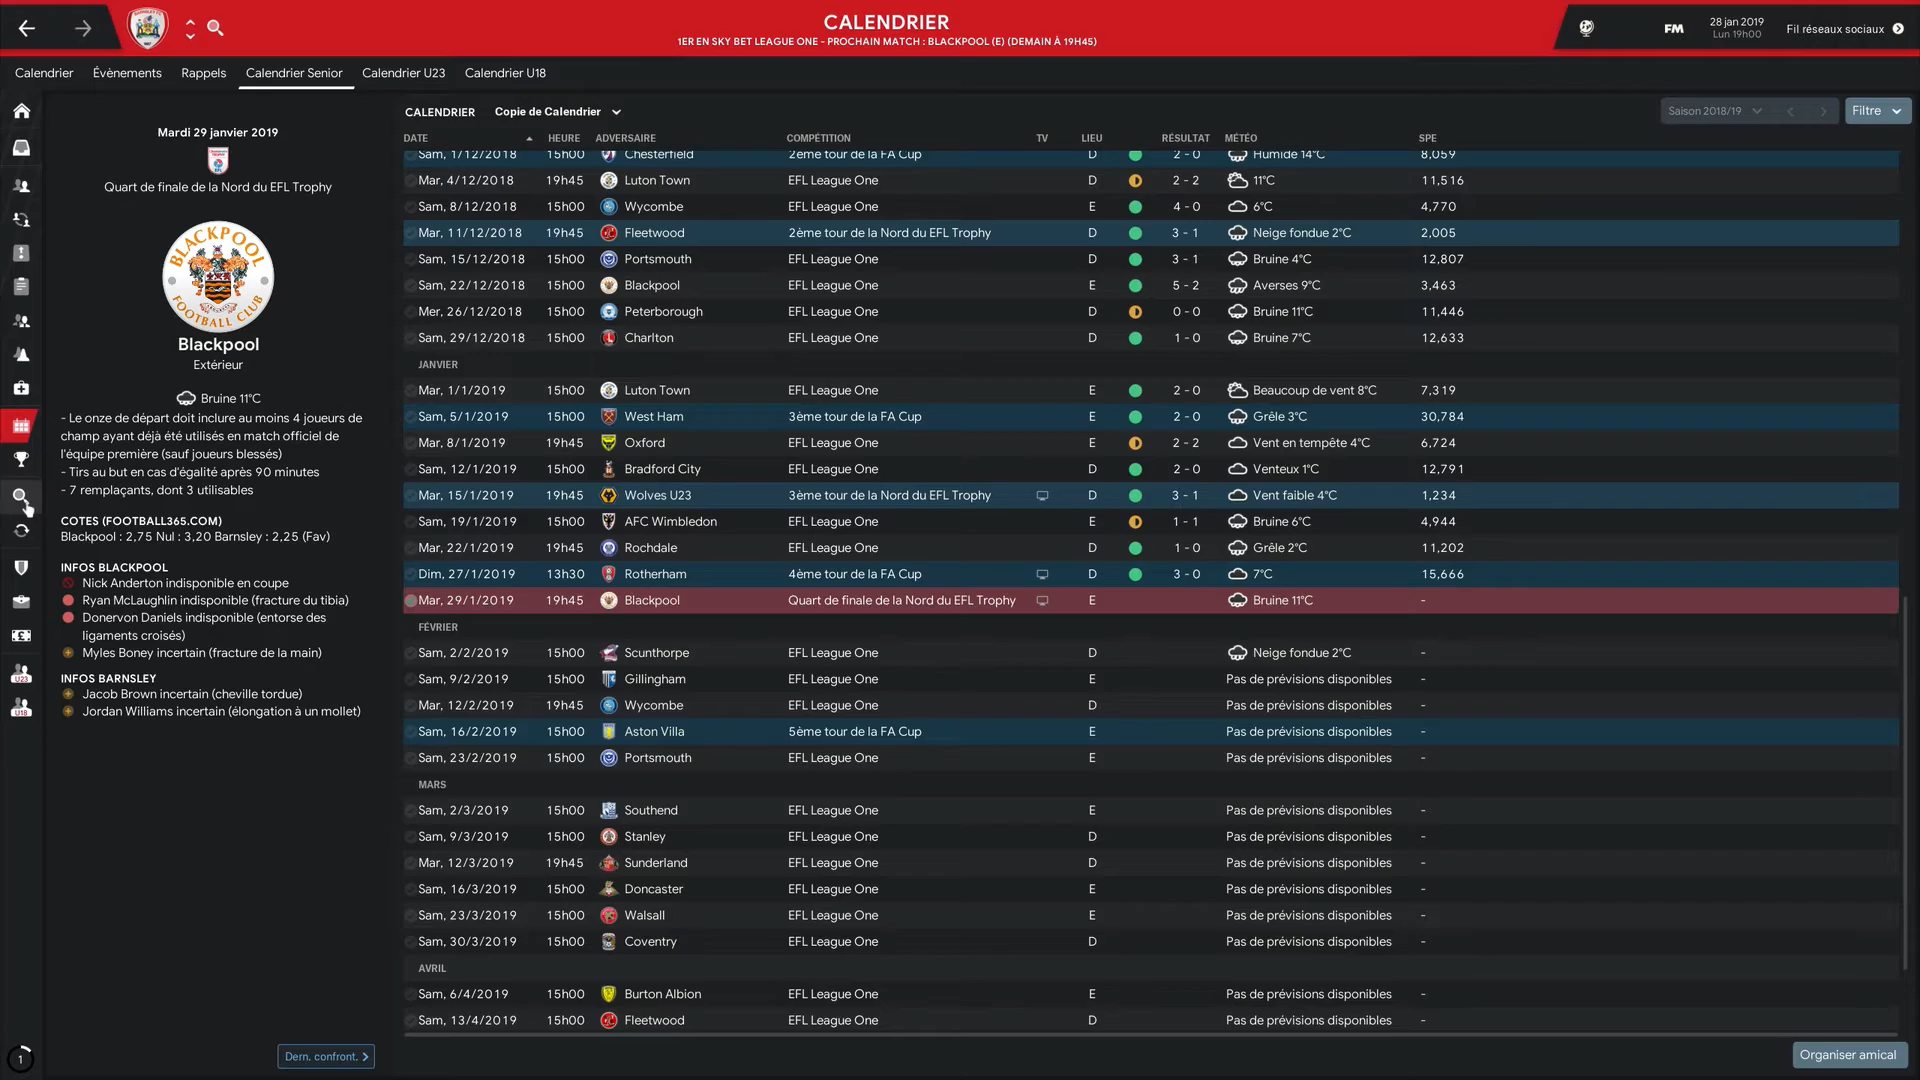 CALENDRIER
1ER EN SKY BET LEAGUE ONE - PROCHAIN MATCH : BLACKPOOL (E) (DEMAIN À 19H45)
FM
28 jan 2019
Lun 19h00
Fil réseaux sociaux
Calendrier Évènements Rappels Calendrier Senior Calendrier U23 Calendrier U18
Mardi 29 janvier 2019
Quart de finale de la Nord du EFL Trophy
BLACKPOOL
FOOTBALL CLUB
Blackpool
Extérieur
Bruine 11°C
- Le onze de départ doit inclure au moins 4 joueurs de
champ ayant déjà été utilisés en match officiel de
l'équipe première (sauf joueurs blessés)
- Tirs au but en cas d'égalité après 90 minutes
- 7 remplaçants, dont 3 utilisables
COTES (FOOTBALL365.COM)
Blackpool : 2,75 Nul : 3,20 Barnsley : 2,25 (Fav)
INFOS BLACKPOOL
Nick Anderton indisponible en coupe
Ryan McLaughlin indisponible (fracture du tibia)
Donervon Daniels indisponible (entorse des
ligaments croisés)
Myles Boney incertain (fracture de la main)
INFOS BARNSLEY
Jacob Brown incertain (cheville tordue)
Jordan Williams incertain (élongation à un mollet)
Dern. confront.
U23
U18
1
CALENDRIER Copie de Calendrier
Saison 2018/19
Filtre
DATE HEURE ADVERSAIRE COMPÉTITION TV LIEU RÉSULTAT MÉTÉO SPE
Sam, 1/12/2018 15h00 Chesterfield 2ème tour de la FA Cup D 2 - 0 Humide 14°C 8,059
Mar, 4/12/2018 19h45 Luton Town EFL League One D 2 - 2 11°C 11,516
Sam, 8/12/2018 15h00 Wycombe EFL League One E 4 - 0 6°C 4,770
Mar, 11/12/2018 19h45 Fleetwood 2ème tour de la Nord du EFL Trophy D 3 - 1 Neige fondue 2°C 2,005
Sam, 15/12/2018 15h00 Portsmouth EFL League One D 3 - 1 Bruine 4°C 12,807
Sam, 22/12/2018 15h00 Blackpool EFL League One E 5 - 2 Averses 9°C 3,463
Mer, 26/12/2018 15h00 Peterborough EFL League One D 0 - 0 Bruine 11°C 11,446
Sam, 29/12/2018 15h00 Charlton EFL League One D 1 - 0 Bruine 7°C 12,633
JANVIER
Mar, 1/1/2019 15h00 Luton Town EFL League One E 2 - 0 Beaucoup de vent 8°C 7,319
Sam, 5/1/2019 15h00 West Ham 3ème tour de la FA Cup E 2 - 0 Grêle 3°C 30,784
Mar, 8/1/2019 19h45 Oxford EFL League One E 2 - 2 Vent en tempête 4°C 6,724
Sam, 12/1/2019 15h00 Bradford City EFL League One D 2 - 0 Venteux 1°C 12,791
Mar, 15/1/2019 19h45 Wolves U23 3ème tour de la Nord du EFL Trophy D 3 - 1 Vent faible 4°C 1,234
Sam, 19/1/2019 15h00 AFC Wimbledon EFL League One E 1 - 1 Bruine 6°C 4,944
Mar, 22/1/2019 19h45 Rochdale EFL League One D 1 - 0 Grêle 2°C 11,202
Dim, 27/1/2019 13h30 Rotherham 4ème tour de la FA Cup D 3 - 0 7°C 15,666
Mar, 29/1/2019 19h45 Blackpool Quart de finale de la Nord du EFL Trophy E Bruine 11°C -
FÉVRIER
Sam, 2/2/2019 15h00 Scunthorpe EFL League One D Neige fondue 2°C -
Sam, 9/2/2019 15h00 Gillingham EFL League One E Pas de prévisions disponibles -
Mar, 12/2/2019 19h45 Wycombe EFL League One D Pas de prévisions disponibles -
Sam, 16/2/2019 15h00 Aston Villa 5ème tour de la FA Cup E Pas de prévisions disponibles -
Sam, 23/2/2019 15h00 Portsmouth EFL League One E Pas de prévisions disponibles -
MARS
Sam, 2/3/2019 15h00 Southend EFL League One E Pas de prévisions disponibles -
Sam, 9/3/2019 15h00 Stanley EFL League One D Pas de prévisions disponibles -
Mar, 12/3/2019 19h45 Sunderland EFL League One D Pas de prévisions disponibles -
Sam, 16/3/2019 15h00 Doncaster EFL League One E Pas de prévisions disponibles -
Sam, 23/3/2019 15h00 Walsall EFL League One E Pas de prévisions disponibles -
Sam, 30/3/2019 15h00 Coventry EFL League One D Pas de prévisions disponibles -
AVRIL
Sam, 6/4/2019 15h00 Burton Albion EFL League One E Pas de prévisions disponibles -
Sam, 13/4/2019 15h00 Fleetwood EFL League One D Pas de prévisions disponibles -
Organiser amical